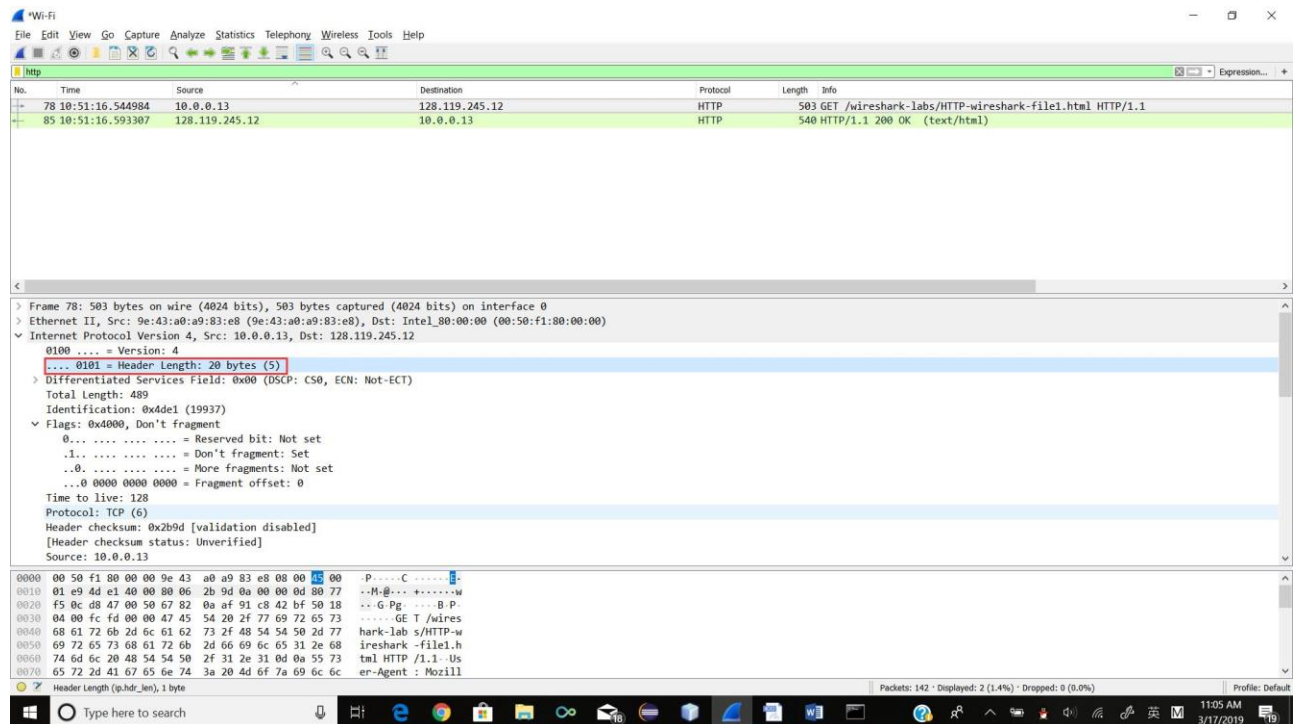 *Wi-Fi
File Edit View Go Capture Analyze Statistics Telephony Wireless Tools Help
http Expression... +
No. Time Source Destination Protocol Length Info
78 10:51:16.544984 10.0.0.13 128.119.245.12 HTTP 503 GET /wireshark-labs/HTTP-wireshark-file1.html HTTP/1.1
85 10:51:16.593307 128.119.245.12 10.0.0.13 HTTP 540 HTTP/1.1 200 OK (text/html)
> Frame 78: 503 bytes on wire (4024 bits), 503 bytes captured (4024 bits) on interface 0
> Ethernet II, Src: 9e:43:a0:a9:83:e8 (9e:43:a0:a9:83:e8), Dst: Intel_80:00:00 (00:50:f1:80:00:00)
Internet Protocol Version 4, Src: 10.0.0.13, Dst: 128.119.245.12
0100 .... = Version: 4
.... 0101 = Header Length: 20 bytes (5)
> Differentiated Services Field: 0x00 (DSCP: CS0, ECN: Not-ECT)
Total Length: 489
Identification: 0x4de1 (19937)
Flags: 0x4000, Don't fragment
0... .... .... .... = Reserved bit: Not set
.1.. .... .... .... = Don't fragment: Set
..0. .... .... .... = More fragments: Not set
...0 0000 0000 0000 = Fragment offset: 0
Time to live: 128
Protocol: TCP (6)
Header checksum: 0x2b9d [validation disabled]
[Header checksum status: Unverified]
Source: 10.0.0.13
0000 00 50 f1 80 00 00 9e 43 a0 a9 83 e8 08 00 45 00 ·P·····C ······E·
0010 01 e9 4d e1 40 00 80 06 2b 9d 0a 00 00 0d 80 77 ··M·@··· +······w
0020 f5 0c d8 47 00 50 67 82 0a af 91 c8 42 bf 50 18 ···G·Pg· ····B·P·
0030 04 00 fc fd 00 00 47 45 54 20 2f 77 69 72 65 73 ······GE T /wires
0040 68 61 72 6b 2d 6c 61 62 73 2f 48 54 54 50 2d 77 hark-lab s/HTTP-w
0050 69 72 65 73 68 61 72 6b 2d 66 69 6c 65 31 2e 68 ireshark -file1.h
0060 74 6d 6c 20 48 54 54 50 2f 31 2e 31 0d 0a 55 73 tml HTTP /1.1··Us
0070 65 72 2d 41 67 65 6e 74 3a 20 4d 6f 7a 69 6c 6c er-Agent : Mozill
Header Length (ip.hdr_len), 1 byte Packets: 142 · Displayed: 2 (1.4%) · Dropped: 0 (0.0%) Profile: Default
Type here to search 18 英 M 11:05 AM
3/17/2019 19